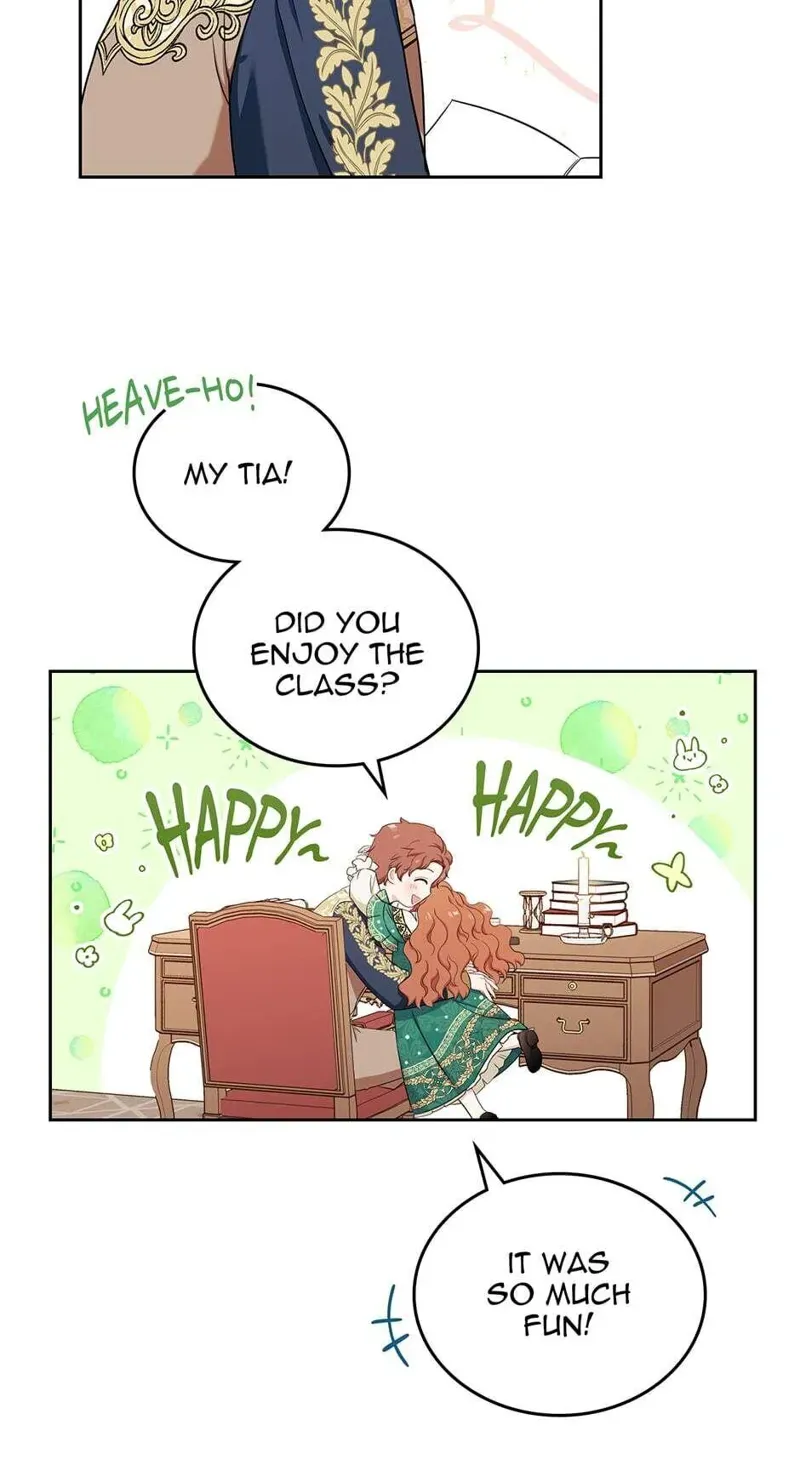 HEAVE-HO!
MY TIA!
DID YOU
ENJOY THE
CLASS?
HAPPY~
HAPPY~
IT WAS
SO MUCH
FUN!